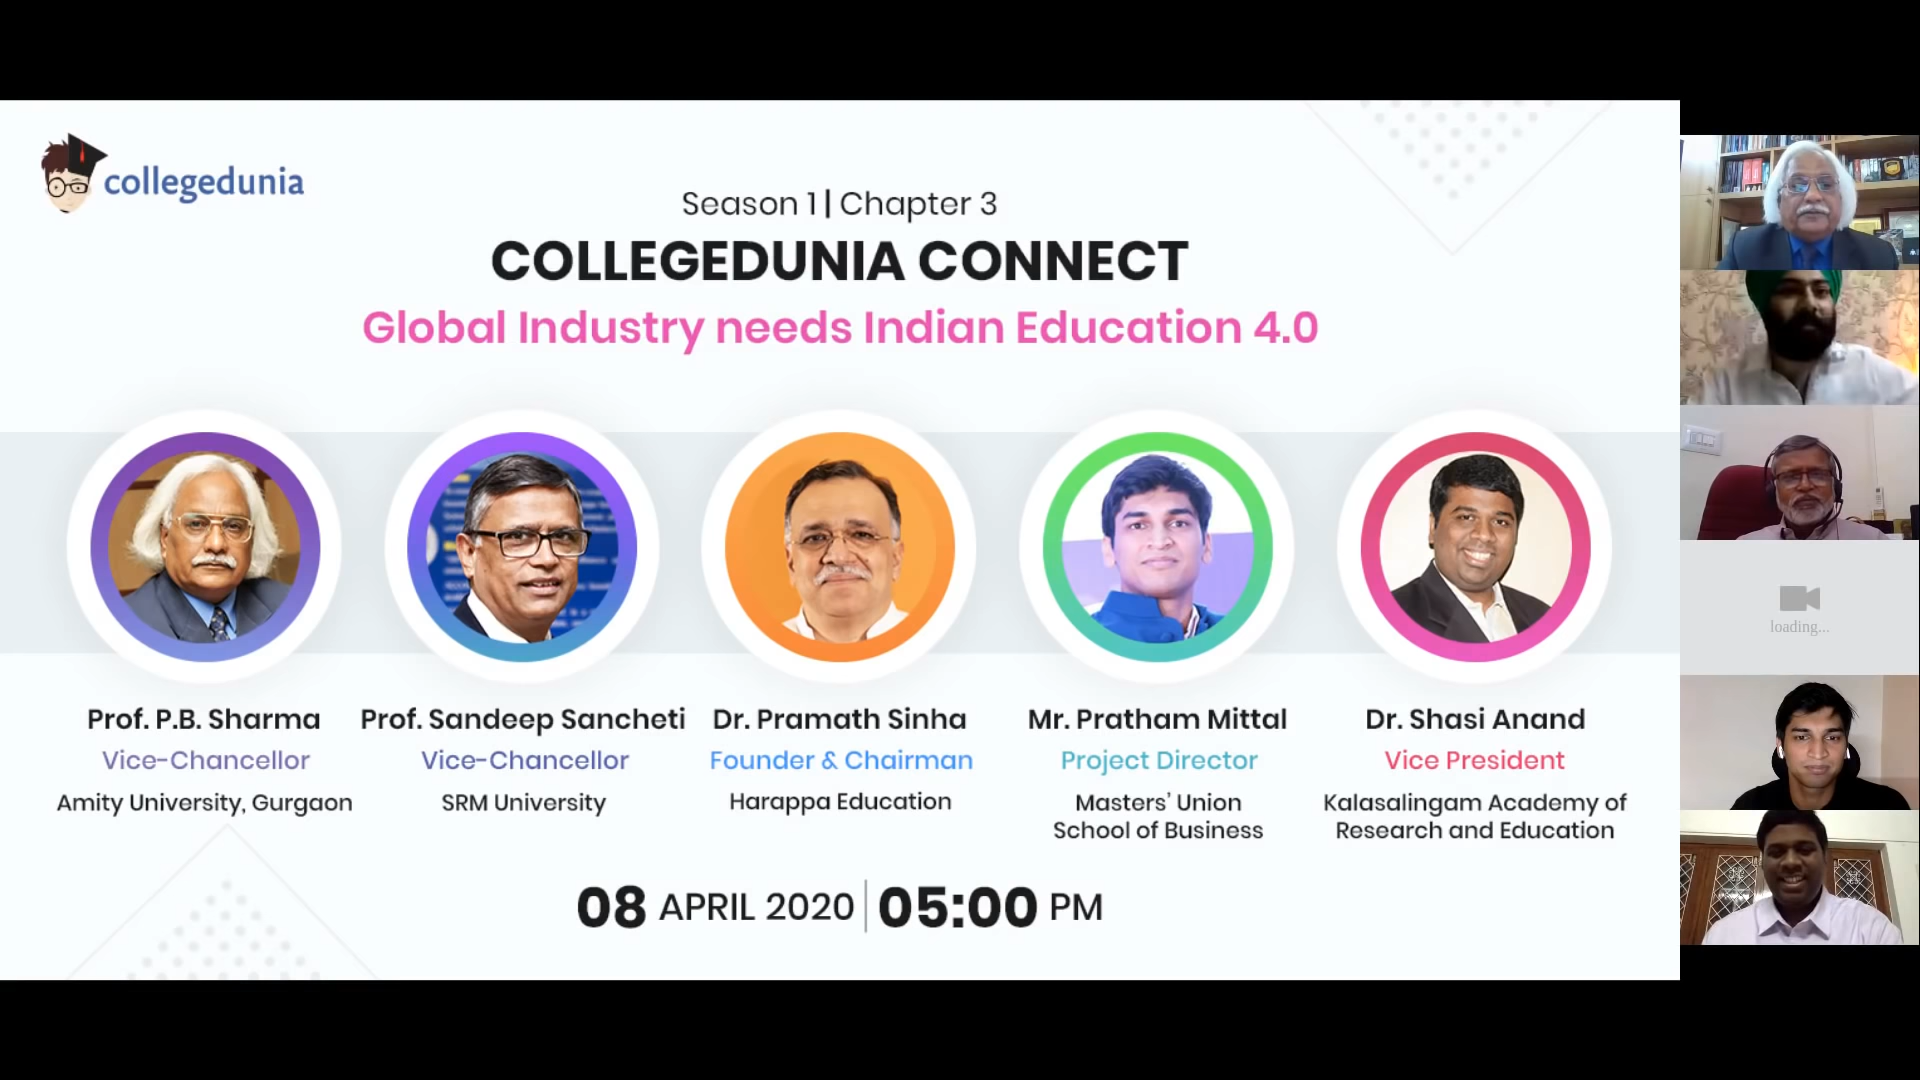 collegedunia
Season 1 | Chapter 3
COLLEGEDUNIA CONNECT
Global Industry needs Indian Education 4.0
Prof. P.B. Sharma
Vice-Chancellor
Amity University, Gurgaon
Prof. Sandeep Sancheti
Vice-Chancellor
SRM University
Dr. Pramath Sinha
Founder & Chairman
Harappa Education
Mr. Pratham Mittal
Project Director
Masters' Union
School of Business
Dr. Shasi Anand
Vice President
Kalasalingam Academy of
Research and Education
08 APRIL 2020 | 05:00 PM
loading...